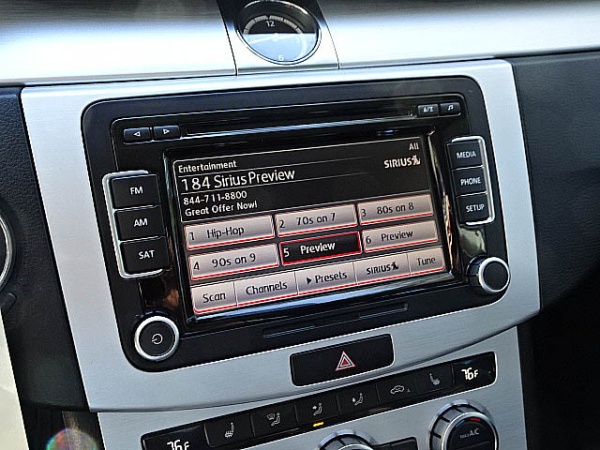 12
All
Entertainment
SIRIUS
184 Sirius Preview
844-711-8800
Great Offer Now!
1 Hip-Hop
2 70s on 7
3 80s on 8
4 90s on 9
5 Preview
6 Preview
Scan
Channels
Presets
SIRIUS
Tune
FM
AM
SAT
MEDIA
PHONE
SETUP
76F
76F
A/C